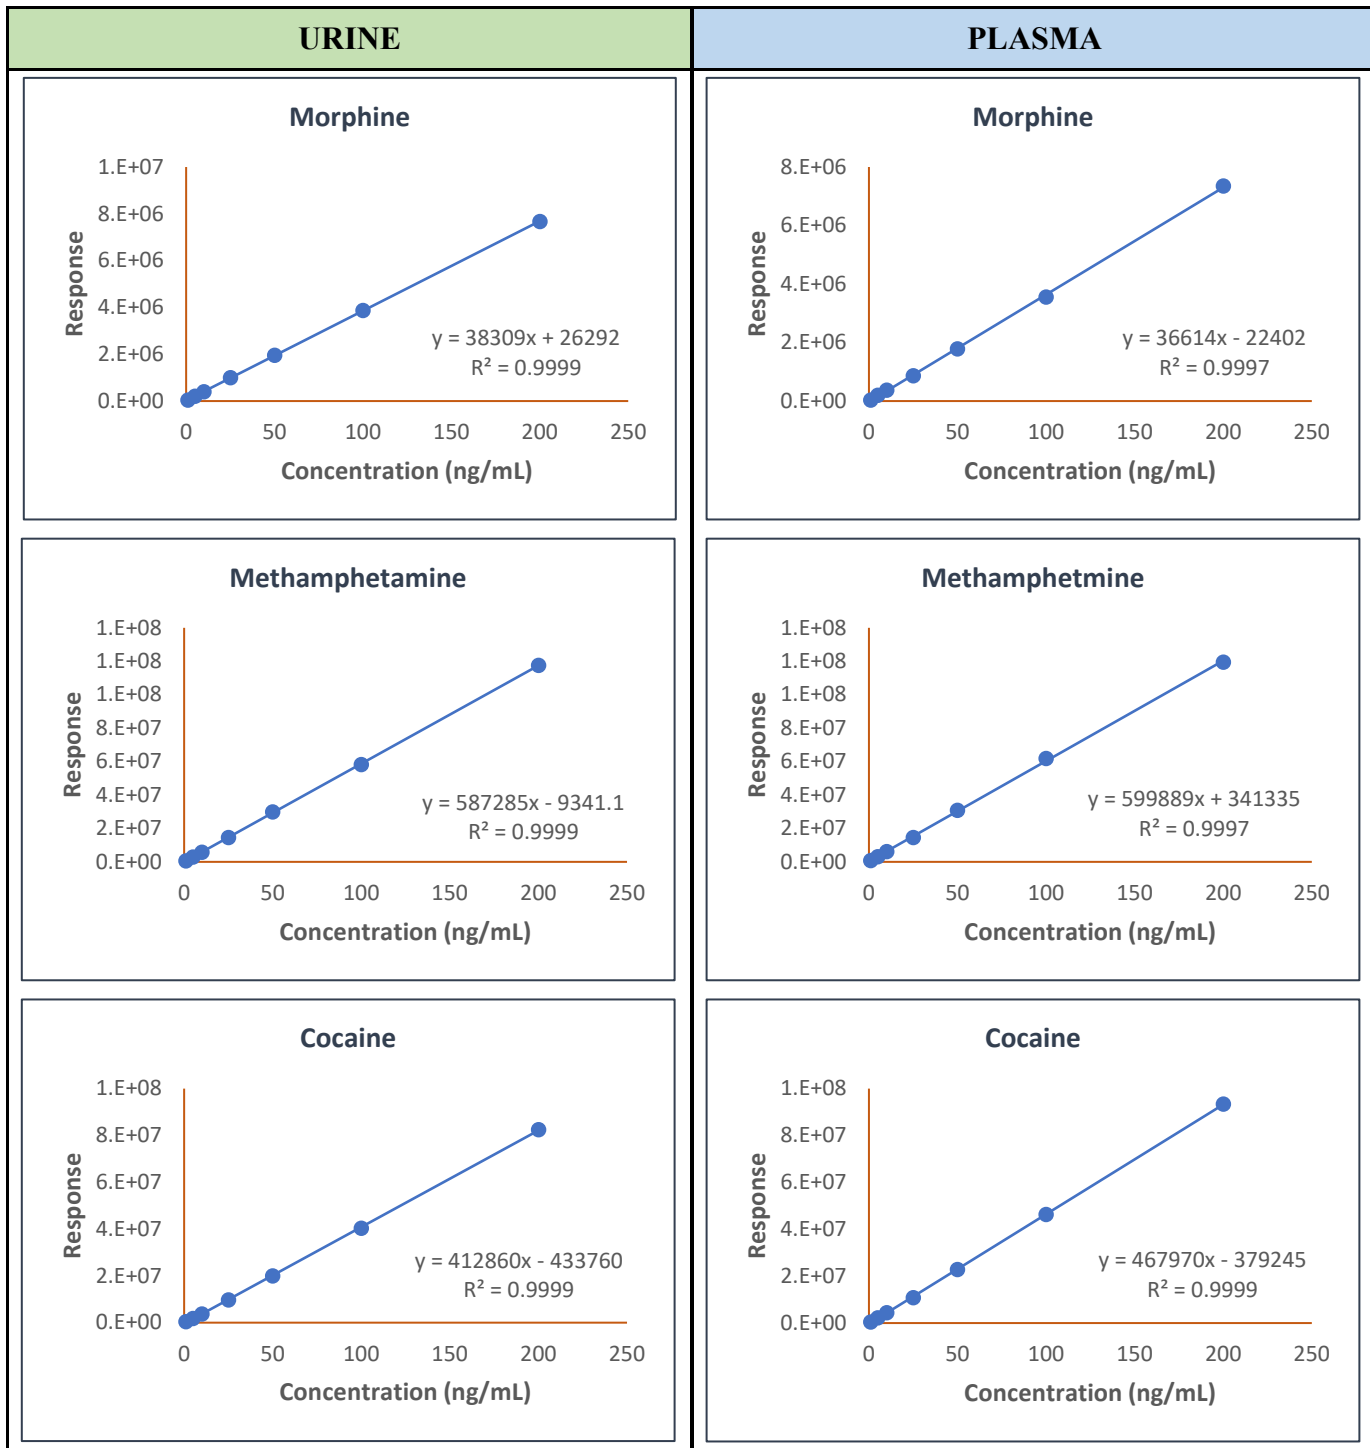 URINE
PLASMA
Morphine
1.E+07
8.E+06
6.E+06
4.E+06
2.E+06
0.E+00
Response
y = 38309x + 26292
R² = 0.9999
0 50 100 150 200 250
Concentration (ng/mL)
Morphine
8.E+06
6.E+06
4.E+06
2.E+06
0.E+00
Response
y = 36614x - 22402
R² = 0.9997
0 50 100 150 200 250
Concentration (ng/mL)
Methamphetamine
1.E+08
1.E+08
1.E+08
8.E+07
6.E+07
4.E+07
2.E+07
0.E+00
Response
y = 587285x - 9341.1
R² = 0.9999
0 50 100 150 200 250
Concentration (ng/mL)
Methamphetmine
1.E+08
1.E+08
1.E+08
8.E+07
6.E+07
4.E+07
2.E+07
0.E+00
Response
y = 599889x + 341335
R² = 0.9997
0 50 100 150 200 250
Concentration (ng/mL)
Cocaine
1.E+08
8.E+07
6.E+07
4.E+07
2.E+07
0.E+00
Response
y = 412860x - 433760
R² = 0.9999
0 50 100 150 200 250
Concentration (ng/mL)
Cocaine
1.E+08
8.E+07
6.E+07
4.E+07
2.E+07
0.E+00
Response
y = 467970x - 379245
R² = 0.9999
0 50 100 150 200 250
Concentration (ng/mL)